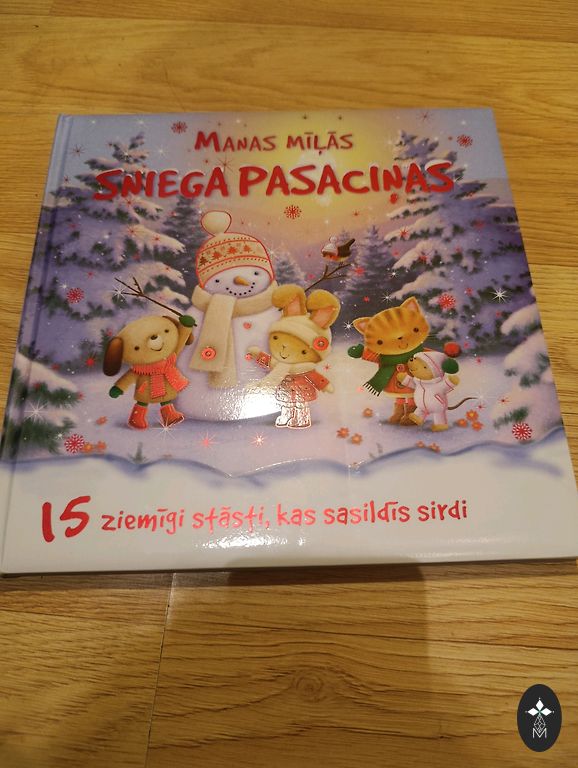 MANAS MĪĻĀS
SNIEGA PASACIŅAS
15 ziemīgi stāsti, kas sasildīs sirdi
M